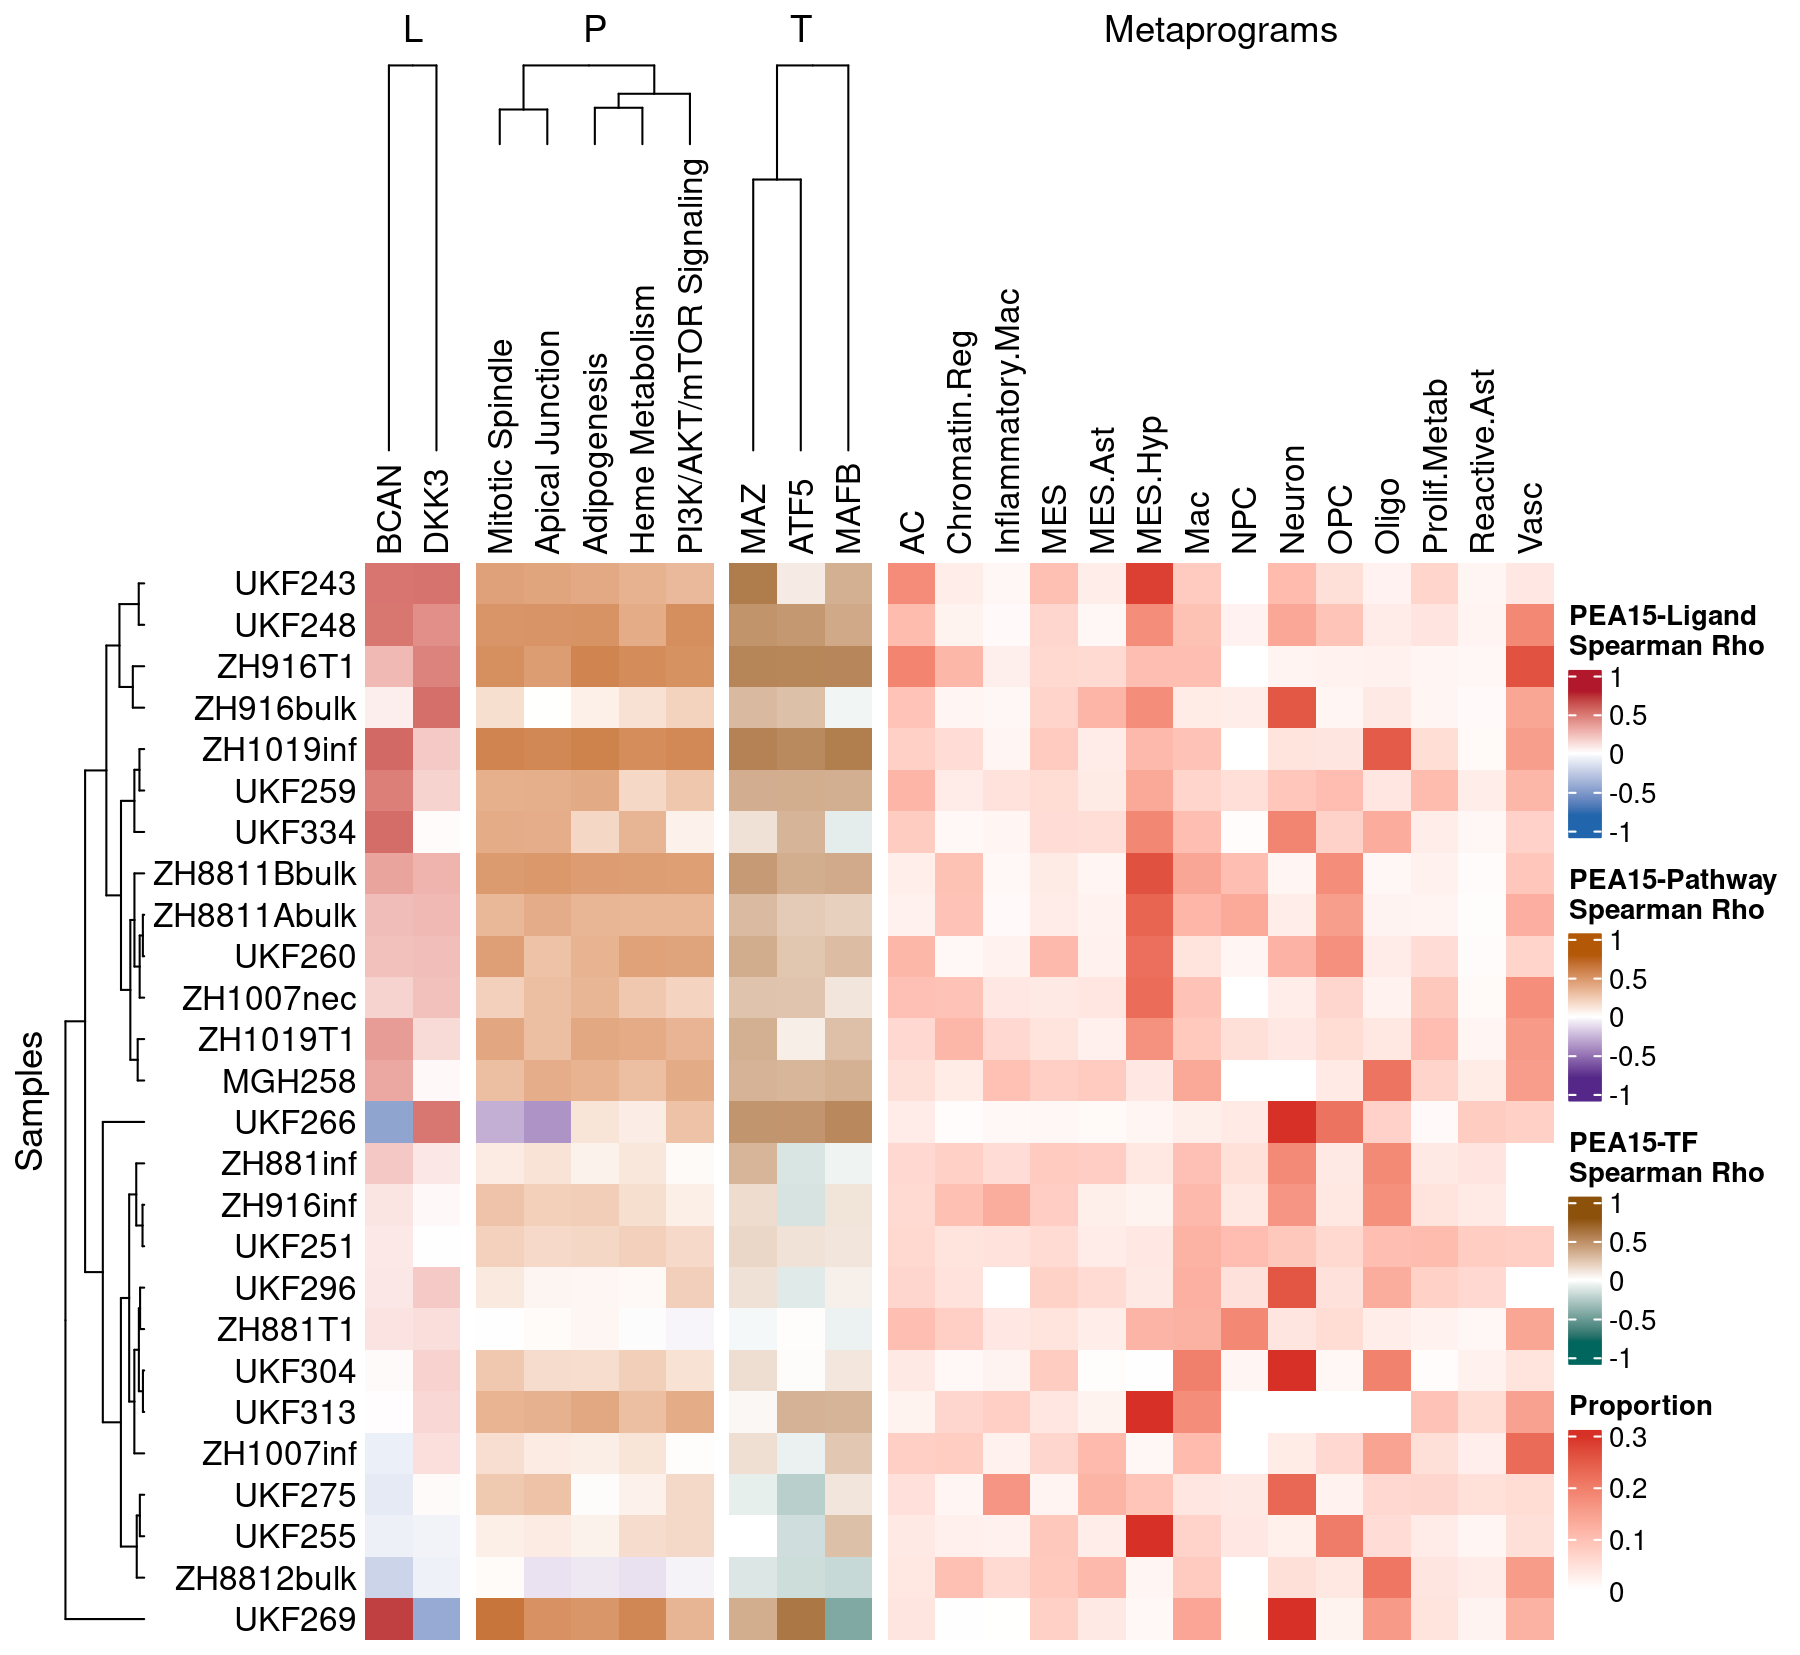 L P T Metaprograms
BCAN
DKK3
Mitotic Spindle
Apical Junction
Adipogenesis
Heme Metabolism
PI3K/AKT/mTOR Signaling
MAZ
ATF5
MAFB
AC
Chromatin.Reg
Inflammatory.Mac
MES
MES.Ast
MES.Hyp
Mac
NPC
Neuron
OPC
Oligo
Prolif.Metab
Reactive.Ast
Vasc
Samples
UKF243
UKF248
ZH916T1
ZH916bulk
ZH1019inf
UKF259
UKF334
ZH8811Bbulk
ZH8811Abulk
UKF260
ZH1007nec
ZH1019T1
MGH258
UKF266
ZH881inf
ZH916inf
UKF251
UKF296
ZH881T1
UKF304
UKF313
ZH1007inf
UKF275
UKF255
ZH8812bulk
UKF269
PEA15-Ligand
Spearman Rho
1
0.5
0
-0.5
-1
PEA15-Pathway
Spearman Rho
1
0.5
0
-0.5
-1
PEA15-TF
Spearman Rho
1
0.5
0
-0.5
-1
Proportion
0.3
0.2
0.1
0